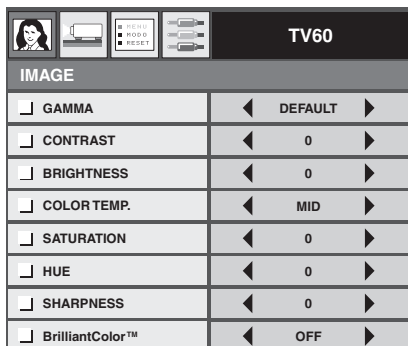 MENU
MODO
RESET
TV60
IMAGE
GAMMA DEFAULT
CONTRAST 0
BRIGHTNESS 0
COLOR TEMP. MID
SATURATION 0
HUE 0
SHARPNESS 0
BrilliantColor™ OFF